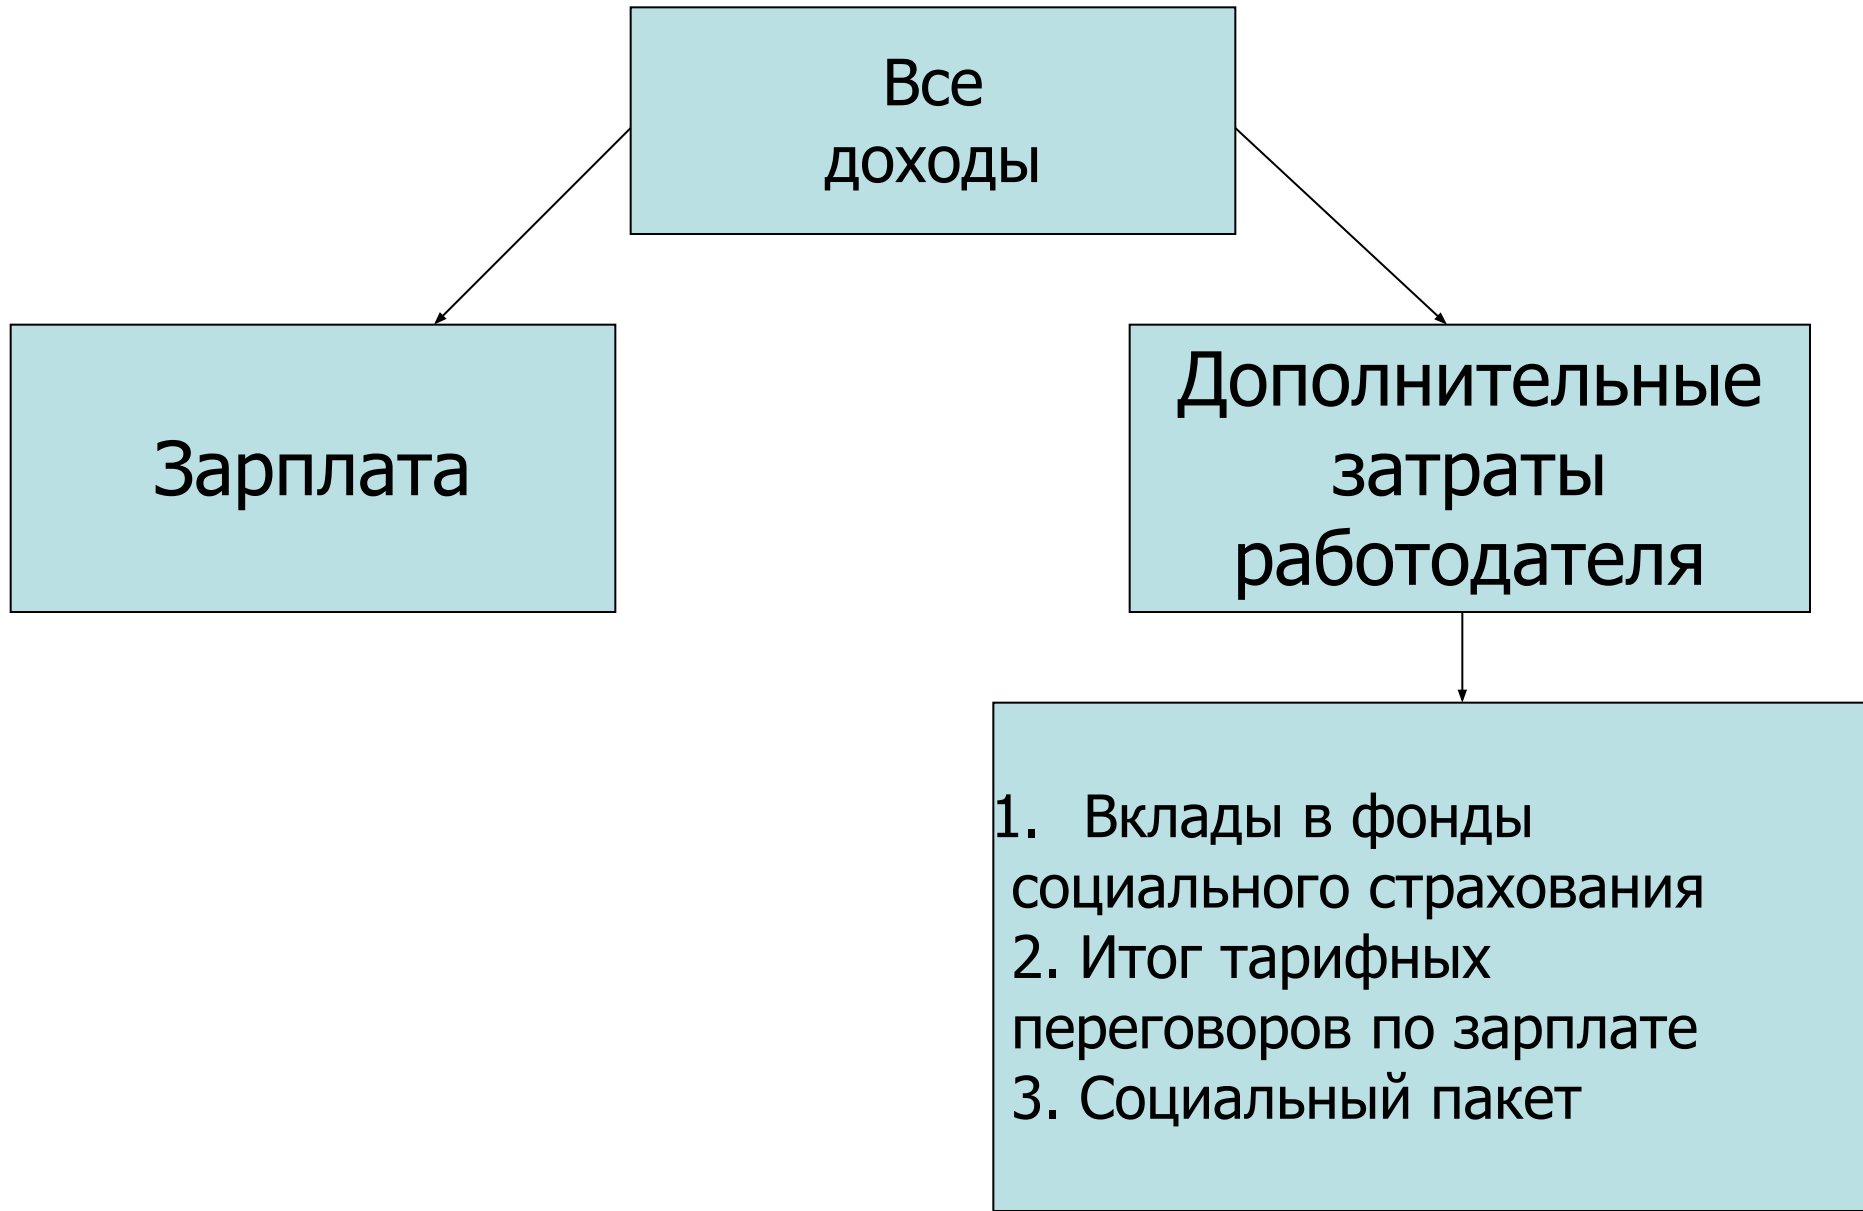 Все
доходы
Зарплата
Дополнительные
затраты
работодателя
1. Вклады в фонды
социального страхования
2. Итог тарифных
переговоров по зарплате
3. Социальный пакет